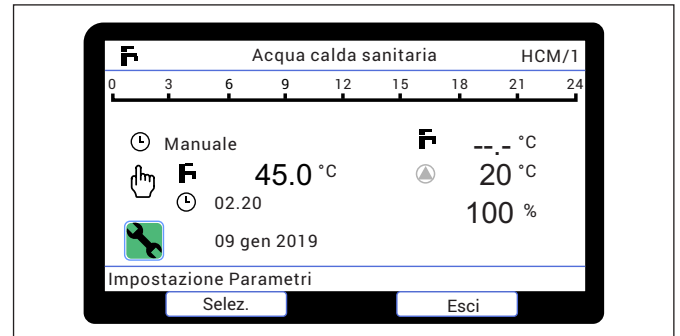 Acqua calda sanitaria HCM/1
0 3 6 9 12 15 18 21 24
Manuale --.- °C
45.0 °C 20 °C
02.20 100 %
09 gen 2019
Impostazione Parametri
Selez. Esci